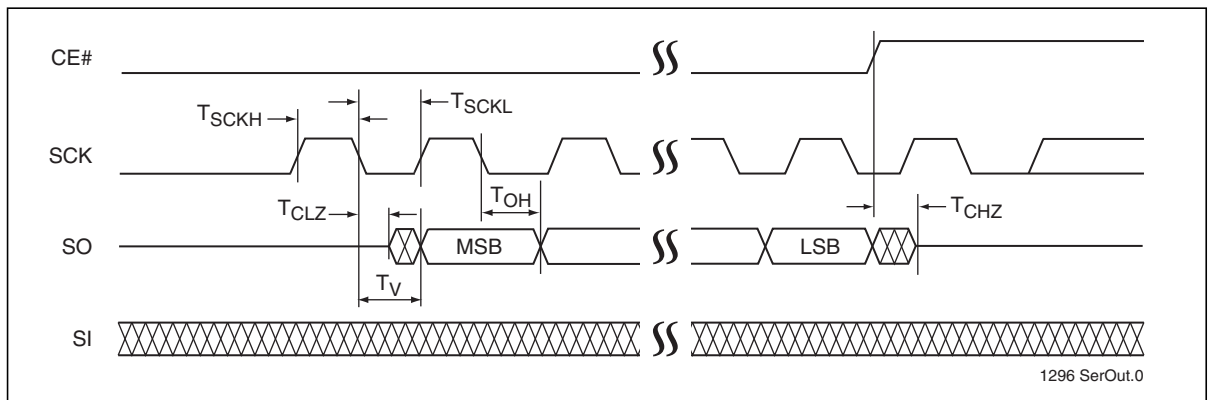 CE#
TSCKH
TSCKL
SCK
TCLZ
TOH
TCHZ
SO
MSB
LSB
TV
SI
1296 SerOut.0